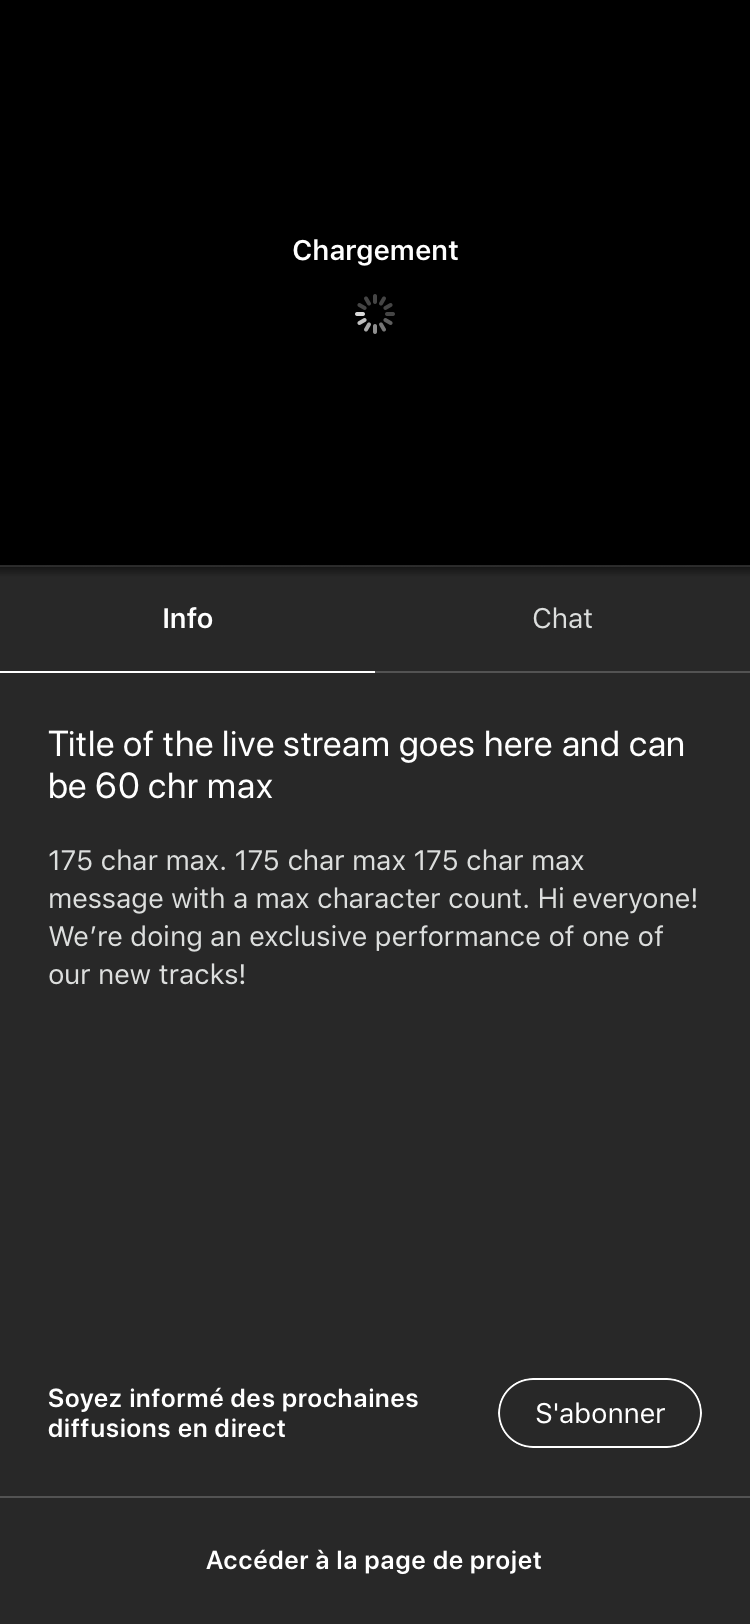 Chargement
Info
Chat
Title of the live stream goes here and can
be 60 chr max
175 char max. 175 char max 175 char max
message with a max character count. Hi everyone!
We’re doing an exclusive performance of one of
our new tracks!
Soyez informé des prochaines
diffusions en direct
S'abonner
Accéder à la page de projet